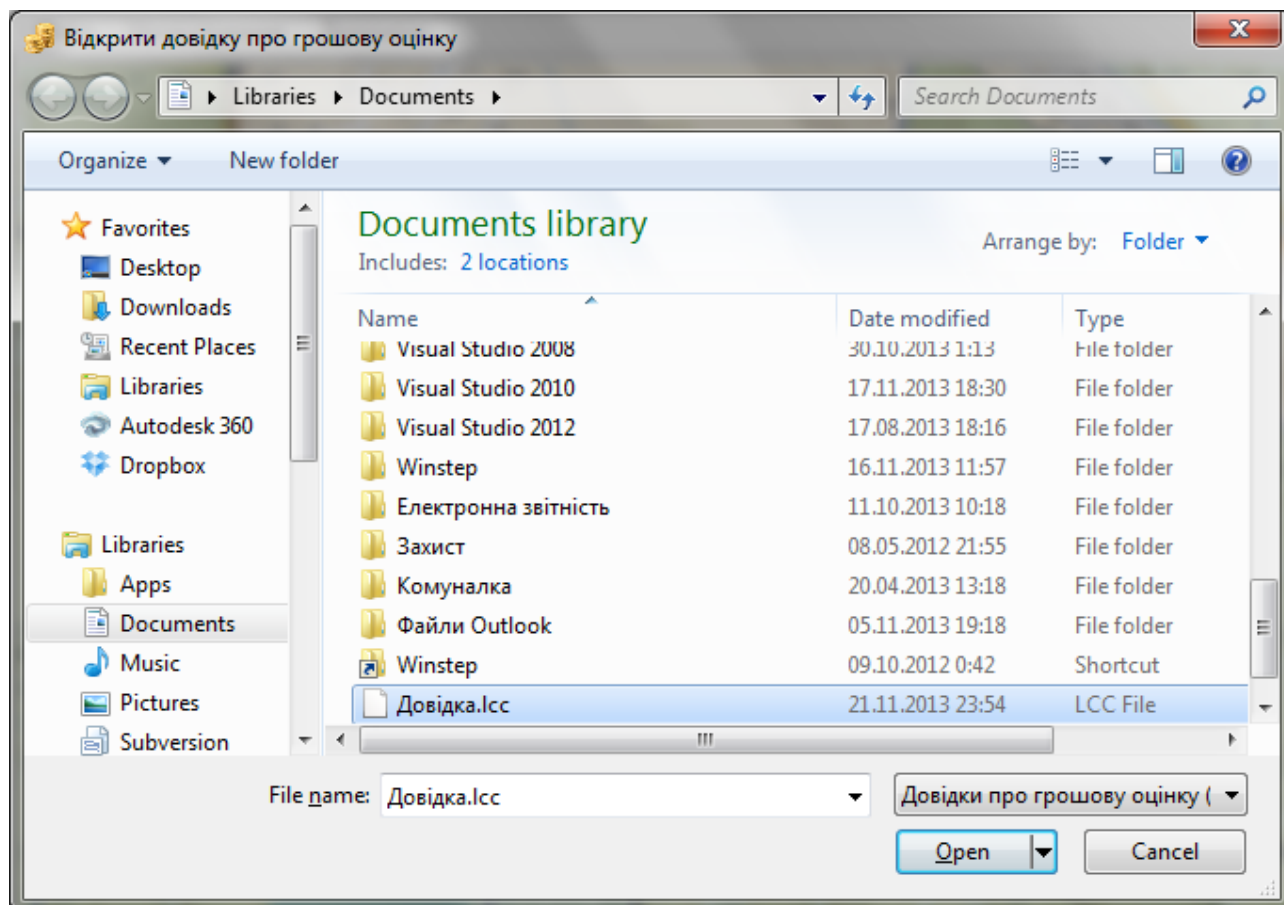 Відкрити довідку про грошову оцінку
Libraries Documents
Search Documents
Organize New folder
Favorites
Desktop
Downloads
Recent Places
Libraries
Autodesk 360
Dropbox
Libraries
Apps
Documents
Music
Pictures
Subversion
Documents library
Includes: 2 locations
Arrange by: Folder
Name Date modified Type
Visual Studio 2008 30.10.2013 1:13 File folder
Visual Studio 2010 17.11.2013 18:30 File folder
Visual Studio 2012 17.08.2013 18:16 File folder
Winstep 16.11.2013 11:57 File folder
Електронна звітність 11.10.2013 10:18 File folder
Захист 08.05.2012 21:55 File folder
Комуналка 20.04.2013 13:18 File folder
Файли Outlook 05.11.2013 19:18 File folder
Winstep 09.10.2012 0:42 Shortcut
Довідка.lcc 21.11.2013 23:54 LCC File
File name: Довідка.lcc Довідки про грошову оцінку (
Open Cancel